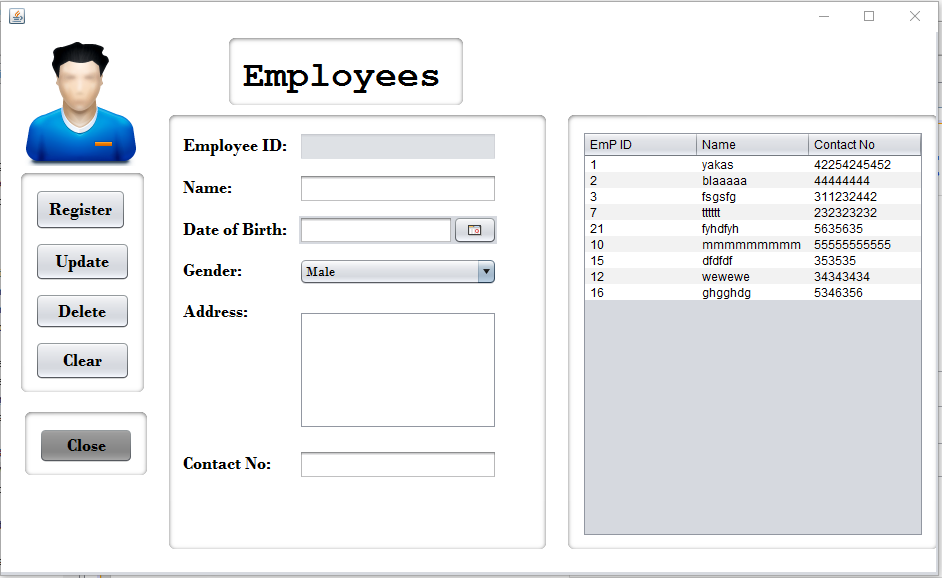 Employees
Register
Update
Delete
Clear
Close
Employee ID:
Name:
Date of Birth:
Gender: Male
Address:
Contact No:
EmP ID Name Contact No
1 yakas 42254245452
2 blaaaaa 44444444
3 fsgsfg 311232442
7 tttttt 232323232
21 fyhdfyh 5635635
10 mmmmmmmmm 55555555555
15 dfdfdf 353535
12 wewewe 34343434
16 ghgghdg 5346356